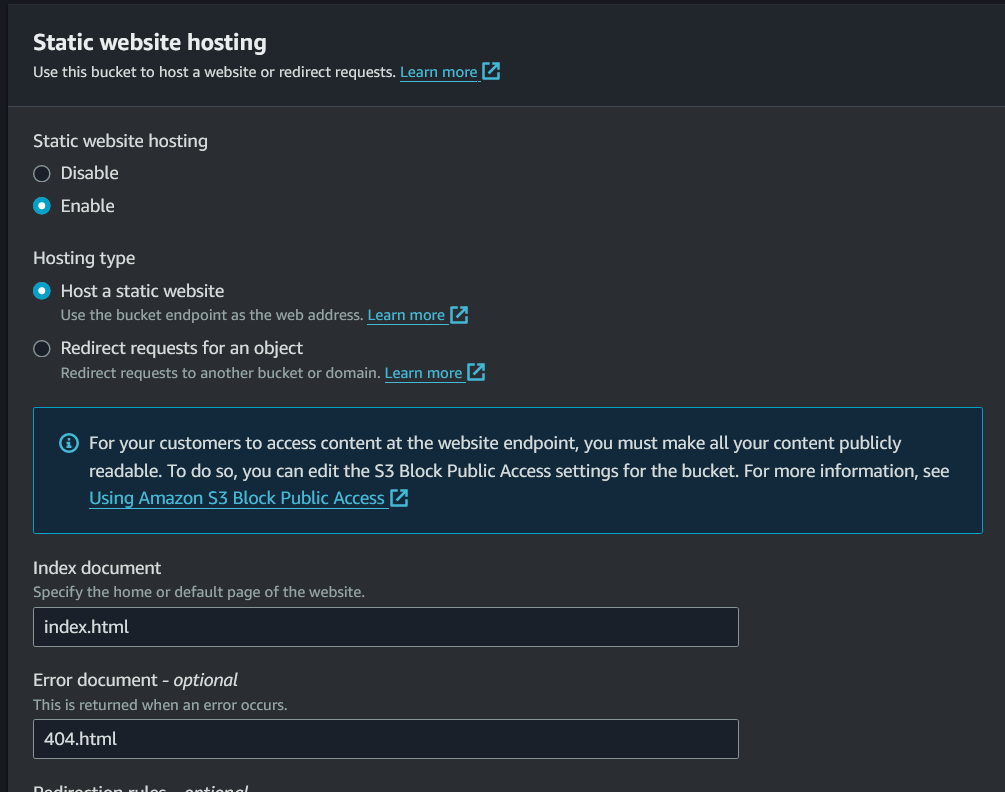 Static website hosting
Use this bucket to host a website or redirect requests. Learn more
Static website hosting
Disable
Enable
Hosting type
Host a static website
Use the bucket endpoint as the web address. Learn more
Redirect requests for an object
Redirect requests to another bucket or domain. Learn more
For your customers to access content at the website endpoint, you must make all your content publicly
readable. To do so, you can edit the S3 Block Public Access settings for the bucket. For more information, see
Using Amazon S3 Block Public Access
Index document
Specify the home or default page of the website.
index.html
Error document - optional
This is returned when an error occurs.
404.html
Redirection rules - optional